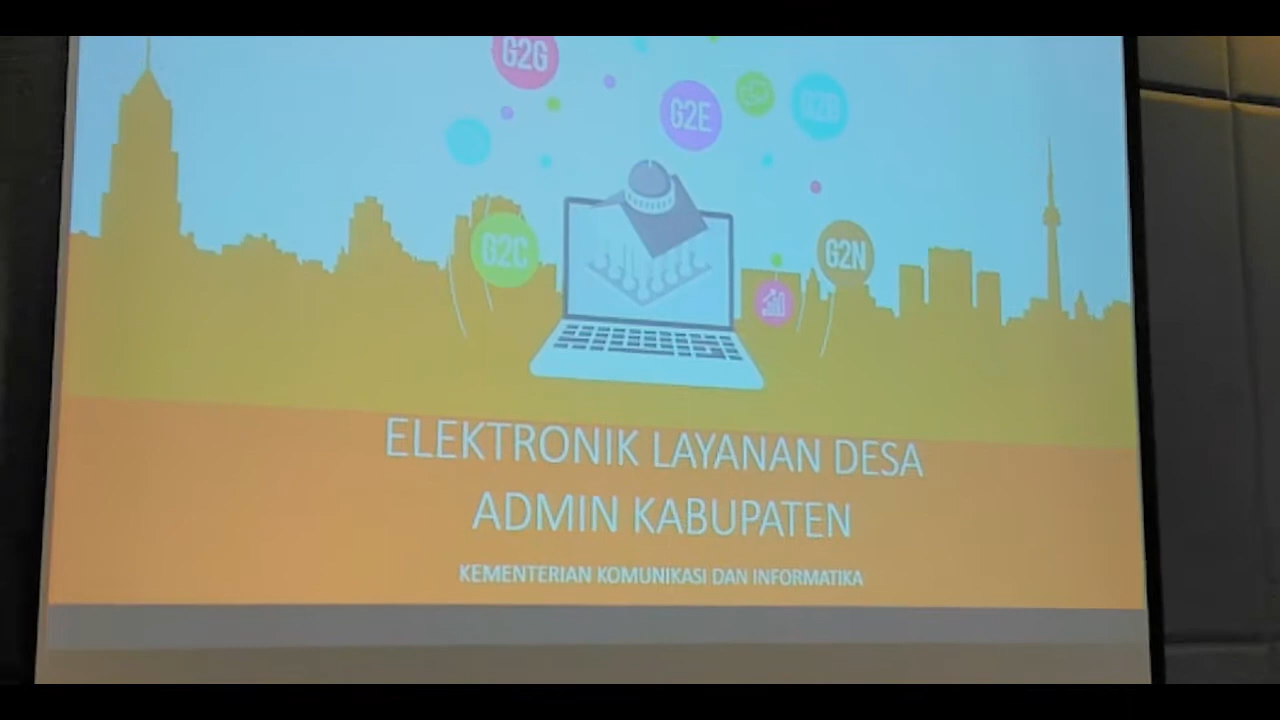 G2G
G2E
G2B
G2C
G2N
ELEKTRONIK LAYANAN DESA
ADMIN KABUPATEN
KEMENTERIAN KOMUNIKASI DAN INFORMATIKA